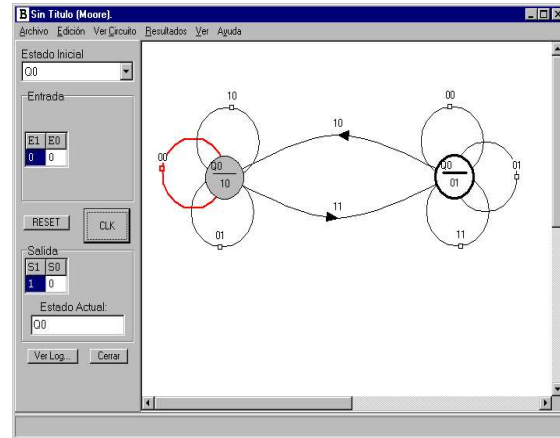 B Sin Titulo (Moore).
Archivo Edición Ver Circuito Resultados Ver Ayuda
Estado Inicial
Q0
Entrada
E1 E0
0 0
RESET
CLK
Salida
S1 S0
1 0
Estado Actual:
Q0
Ver Log...
Cerrar
10
00
Q0
10
01
10
11
00
Q0
01
01
11